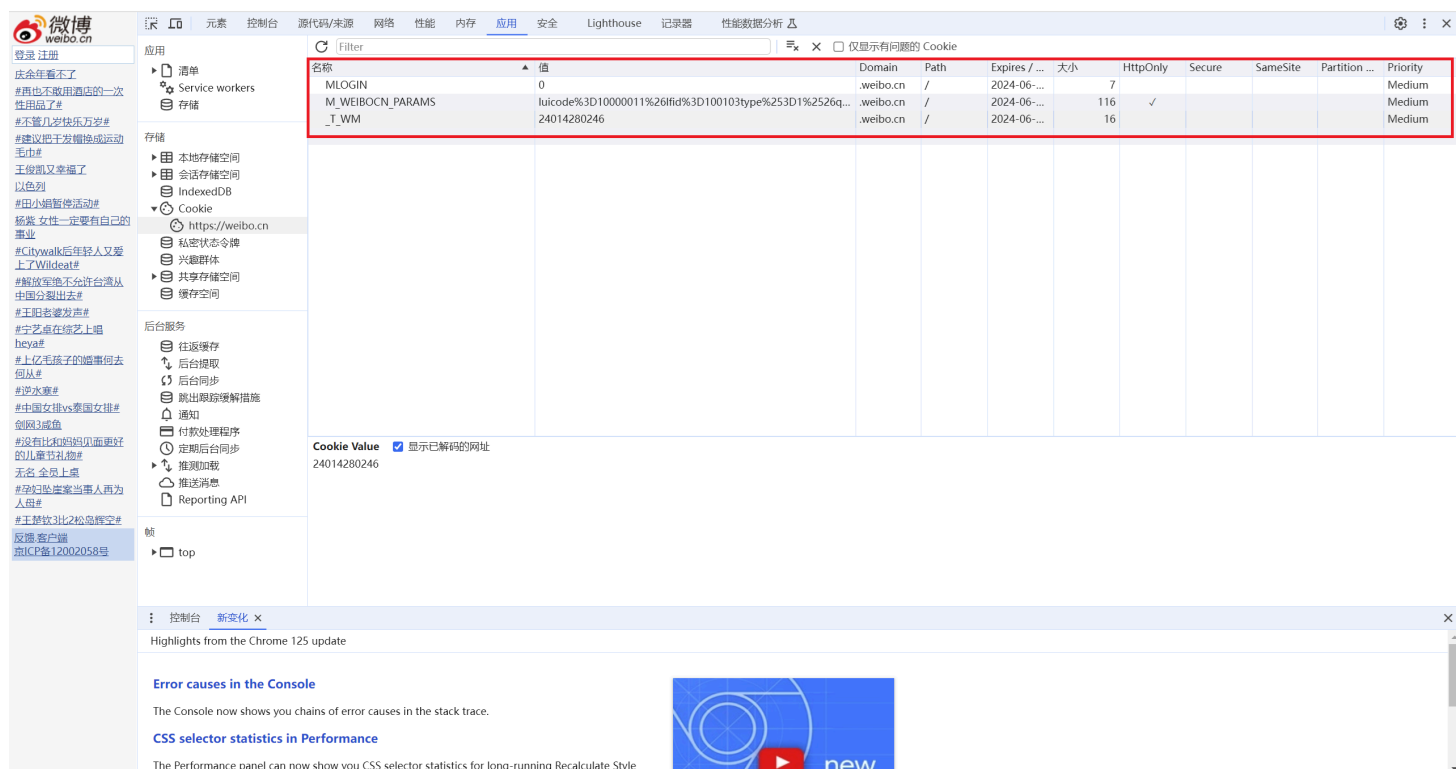 微博
weibo.cn
登录 注册
庆余年看不了
#再也不敢用酒店的一次
性用品了#
#不管几岁快乐万岁#
#建议把干发帽换成运动
毛巾#
王俊凯又幸福了
以色列
#田小娟暂停活动#
杨紫 女性一定要有自己的
事业
#Citywalk后年轻人又爱
上了Wildeat#
#解放军绝不允许台湾从
中国分裂出去#
#王阳老婆发声#
#宁艺卓在综艺上唱
heya#
#上亿毛孩子的婚事何去
何从#
#逆水寒#
#中国女排vs泰国女排#
剑网3咸鱼
#没有比和妈妈见面更好
的儿童节礼物#
无名 全员上桌
#孕妇坠崖案当事人再为
人母#
#王楚钦3比2松岛辉空#
反馈.客户端
京ICP备12002058号
元素 控制台 源代码/来源 网络 性能 内存 应用 安全 Lighthouse 记录器 性能数据分析
应用
清单
Service workers
存储
存储
本地存储空间
会话存储空间
IndexedDB
Cookie
https://weibo.cn
私密状态令牌
兴趣群体
共享存储空间
缓存空间
后台服务
往返缓存
后台提取
后台同步
跳出跟踪缓解措施
通知
付款处理程序
定期后台同步
推测加载
推送消息
Reporting API
帧
top
Filter 仅显示有问题的 Cookie
名称 值 Domain Path Expires / ... 大小 HttpOnly Secure SameSite Partition ... Priority
MLOGIN 0 .weibo.cn / 2024-06-... 7 Medium
M_WEIBOCN_PARAMS luicode%3D10000011%26lfid%3D100103type%253D1%2526q... .weibo.cn / 2024-06-... 116 ✓ Medium
_T_WM 24014280246 .weibo.cn / 2024-06-... 16 Medium
Cookie Value 显示已解码的网址
24014280246
控制台 新变化
Highlights from the Chrome 125 update
Error causes in the Console
The Console now shows you chains of error causes in the stack trace.
CSS selector statistics in Performance
The Performance panel can now show you CSS selector statistics for long-running Recalculate Style
new